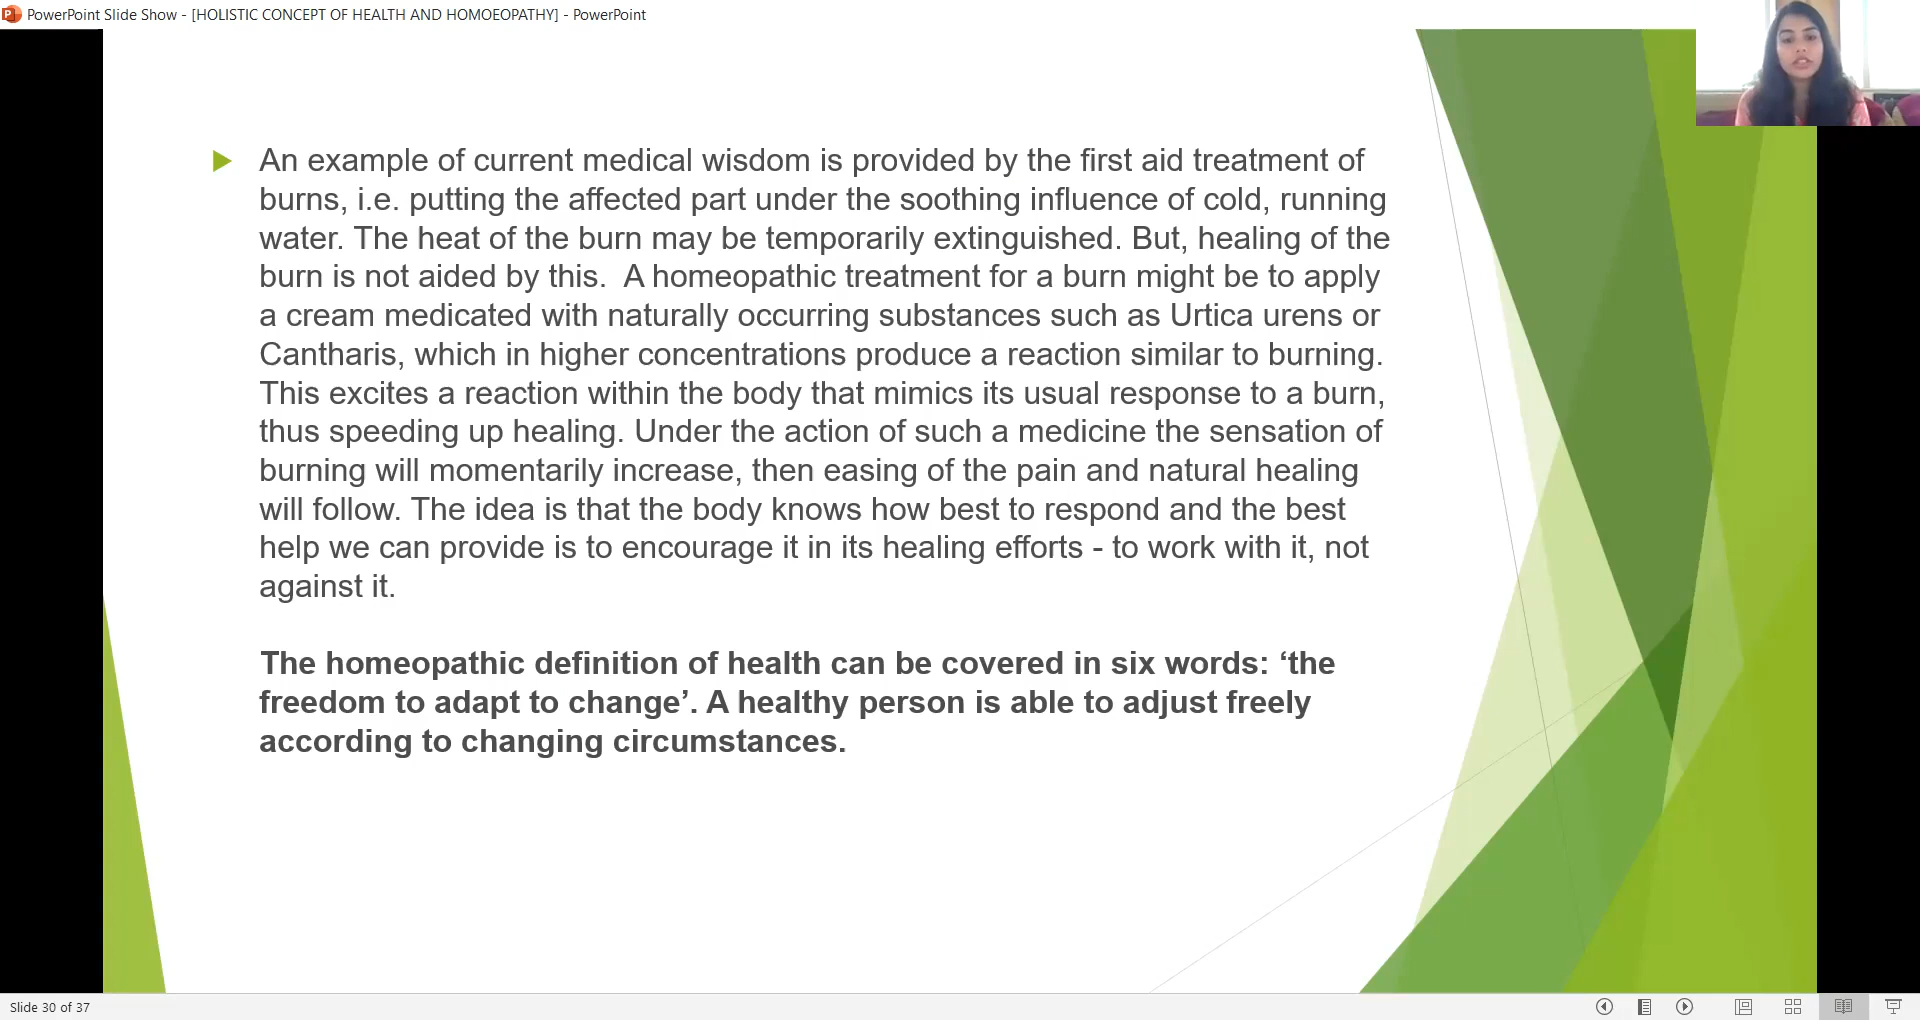 PowerPoint Slide Show - [HOLISTIC CONCEPT OF HEALTH AND HOMOEOPATHY] - PowerPoint
An example of current medical wisdom is provided by the first aid treatment of
burns, i.e. putting the affected part under the soothing influence of cold, running
water. The heat of the burn may be temporarily extinguished. But, healing of the
burn is not aided by this.  A homeopathic treatment for a burn might be to apply
a cream medicated with naturally occurring substances such as Urtica urens or
Cantharis, which in higher concentrations produce a reaction similar to burning.
This excites a reaction within the body that mimics its usual response to a burn,
thus speeding up healing. Under the action of such a medicine the sensation of
burning will momentarily increase, then easing of the pain and natural healing
will follow. The idea is that the body knows how best to respond and the best
help we can provide is to encourage it in its healing efforts - to work with it, not
against it.
The homeopathic definition of health can be covered in six words: ‘the
freedom to adapt to change’. A healthy person is able to adjust freely
according to changing circumstances.
Slide 30 of 37